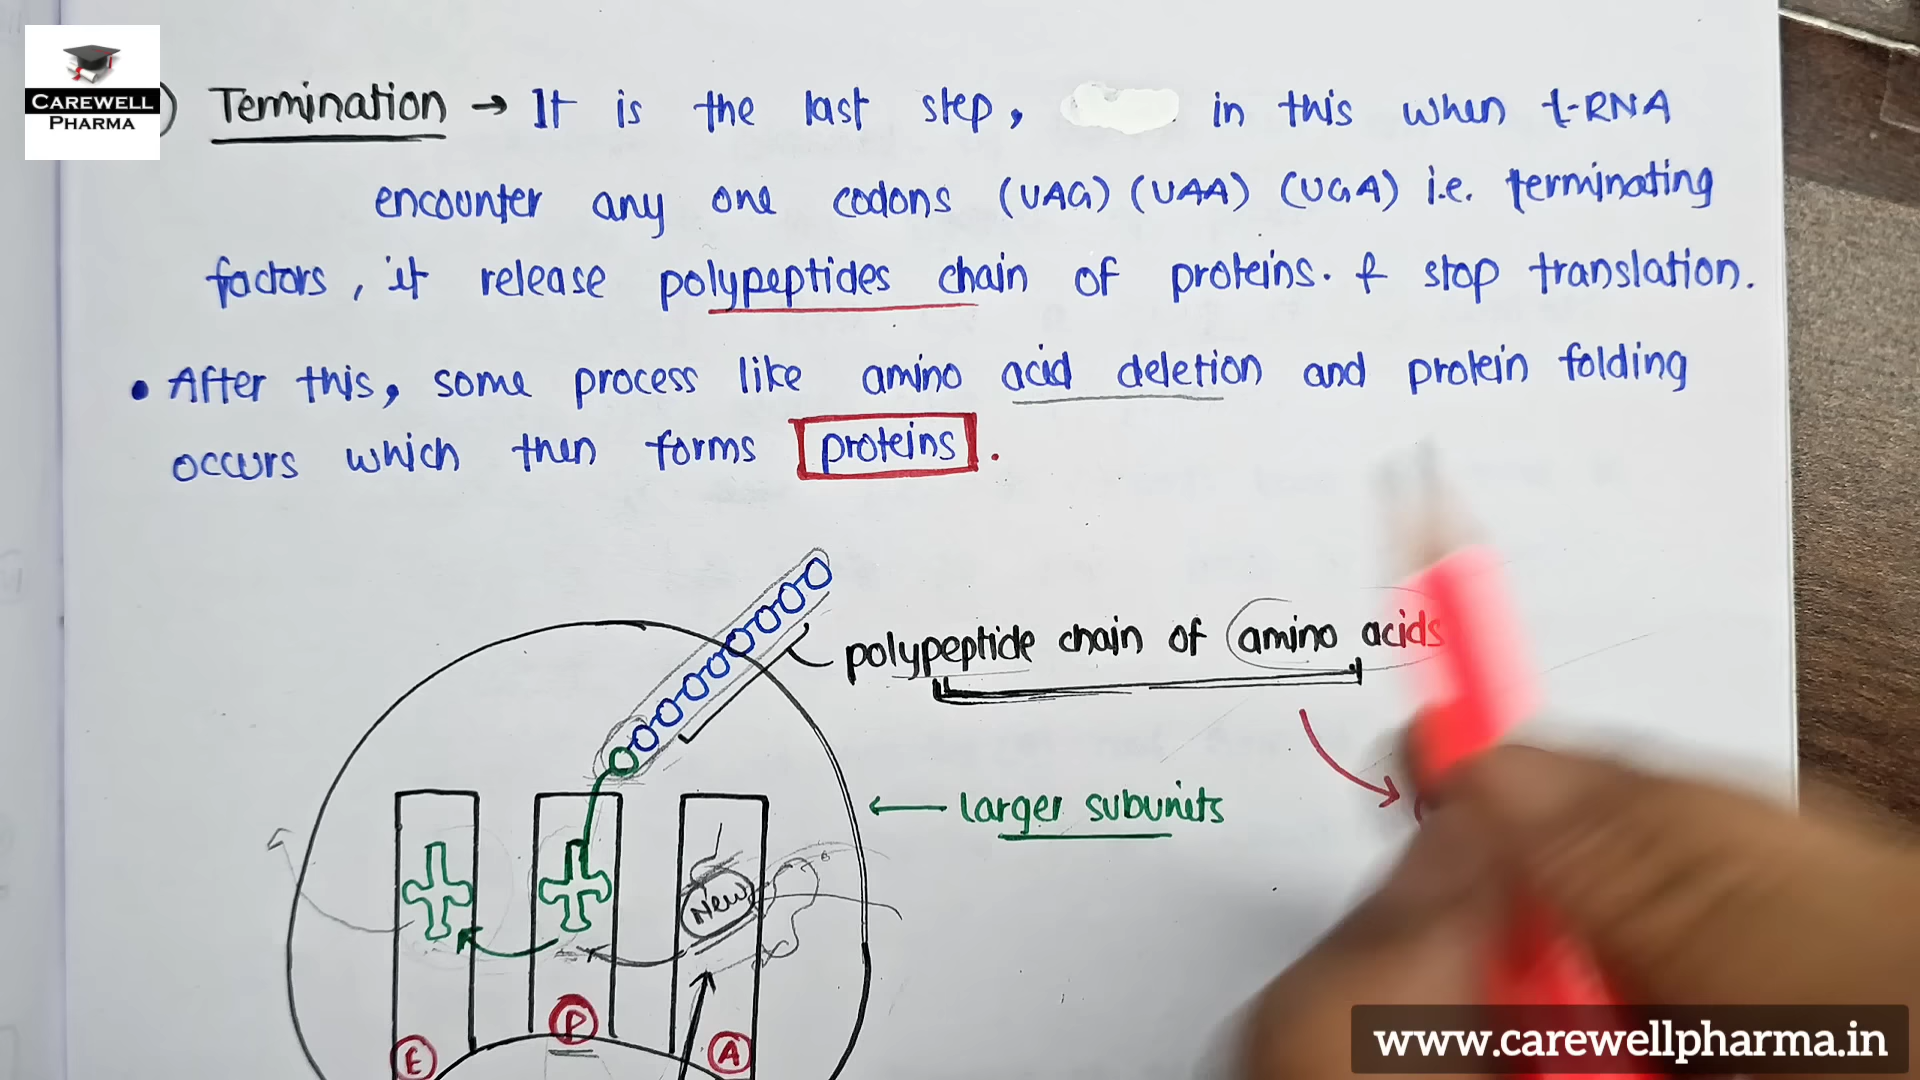 CAREWELL
PHARMA
) Termination → It is the last step, in this when t-RNA
encounter any one codons (UAG) (UAA) (UGA) i.e. terminating
factors, it release polypeptides chain of proteins. & stop translation.
• After this, some process like amino acid deletion and protein folding
occurs which then forms proteins.
polypeptide chain of amino acids
← larger subunits
New
E
P
A
www.carewellpharma.in